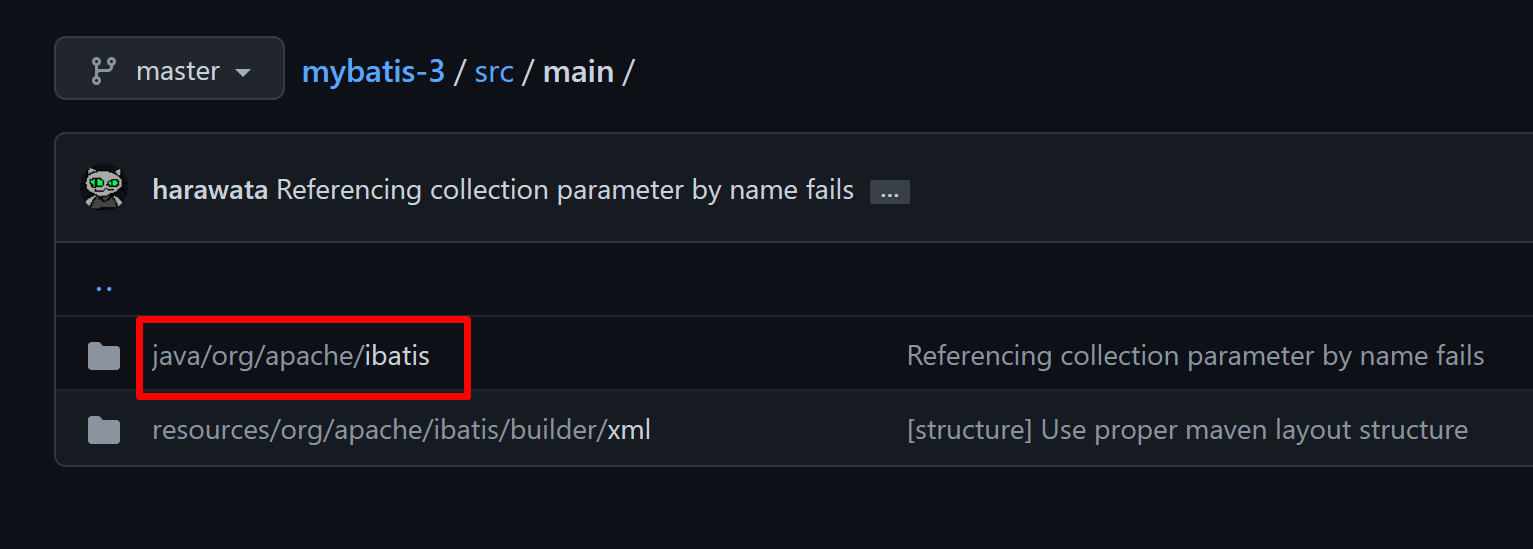 master mybatis-3 / src / main /
harawata Referencing collection parameter by name fails ...
..
java/org/apache/ibatis Referencing collection parameter by name fails
resources/org/apache/ibatis/builder/xml [structure] Use proper maven layout structure